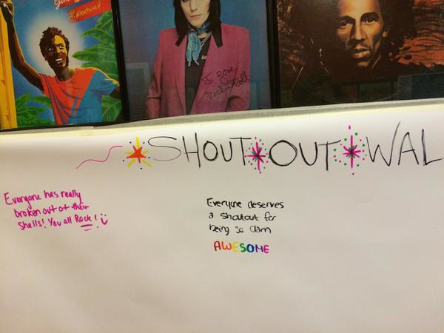 SHOUT OUT WAL
Everyone has really
broken out of their
shells! You all Rock!
Everyone deserves
a shoutout for
being so damn
AWESOME